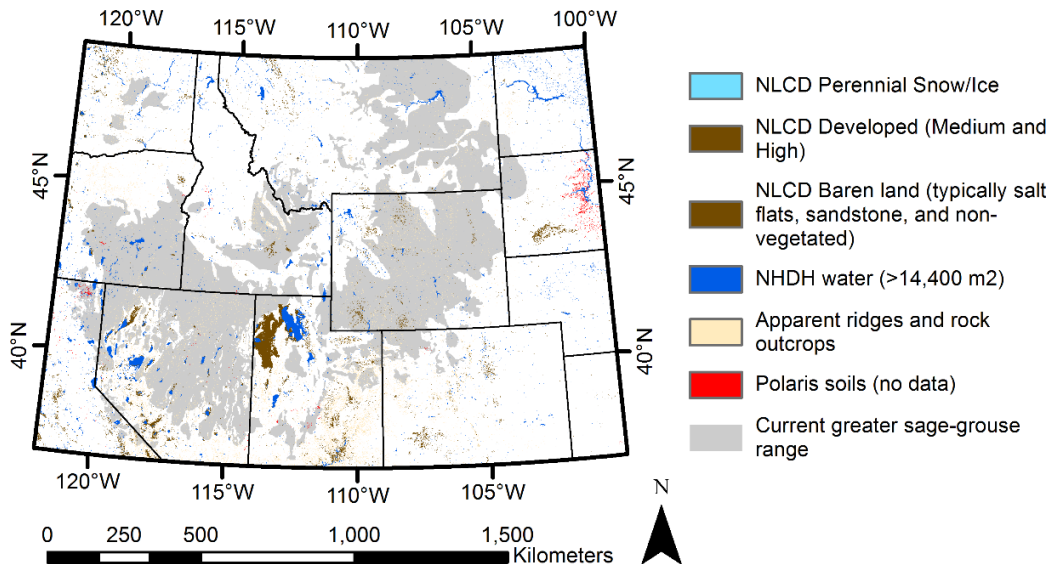 120°W
115°W
110°W
105°W
100°W
45°N
40°N
45°N
40°N
120°W
115°W
110°W
105°W
NLCD Perennial Snow/Ice
NLCD Developed (Medium and
High)
NLCD Baren land (typically salt
flats, sandstone, and non-
vegetated)
NHDH water (>14,400 m2)
Apparent ridges and rock
outcrops
Polaris soils (no data)
Current greater sage-grouse
range
N
0 250 500 1,000 1,500
Kilometers